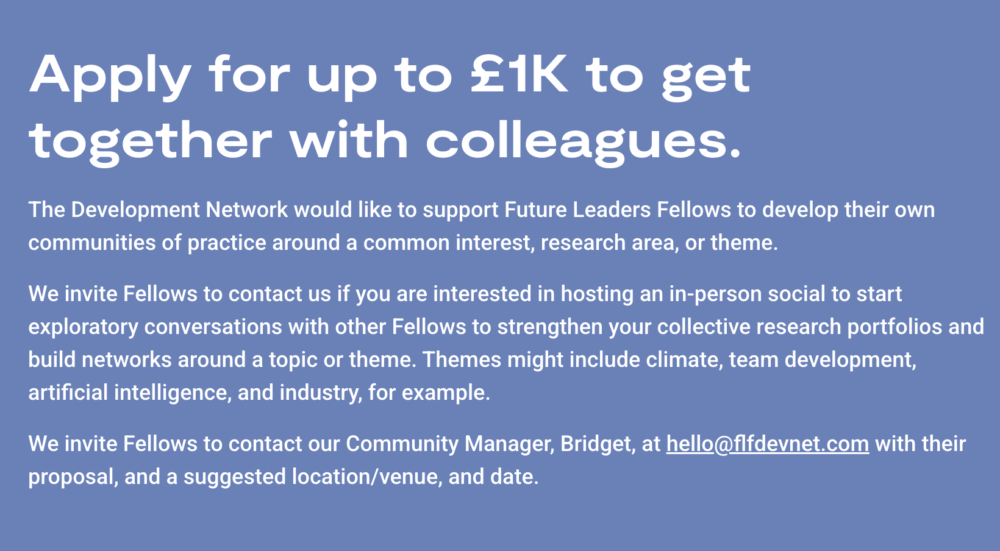 Apply for up to £1K to get
together with colleagues.
The Development Network would like to support Future Leaders Fellows to develop their own
communities of practice around a common interest, research area, or theme.
We invite Fellows to contact us if you are interested in hosting an in-person social to start
exploratory conversations with other Fellows to strengthen your collective research portfolios and
build networks around a topic or theme. Themes might include climate, team development,
artificial intelligence, and industry, for example.
We invite Fellows to contact our Community Manager, Bridget, at hello@flfdevnet.com with their
proposal, and a suggested location/venue, and date.